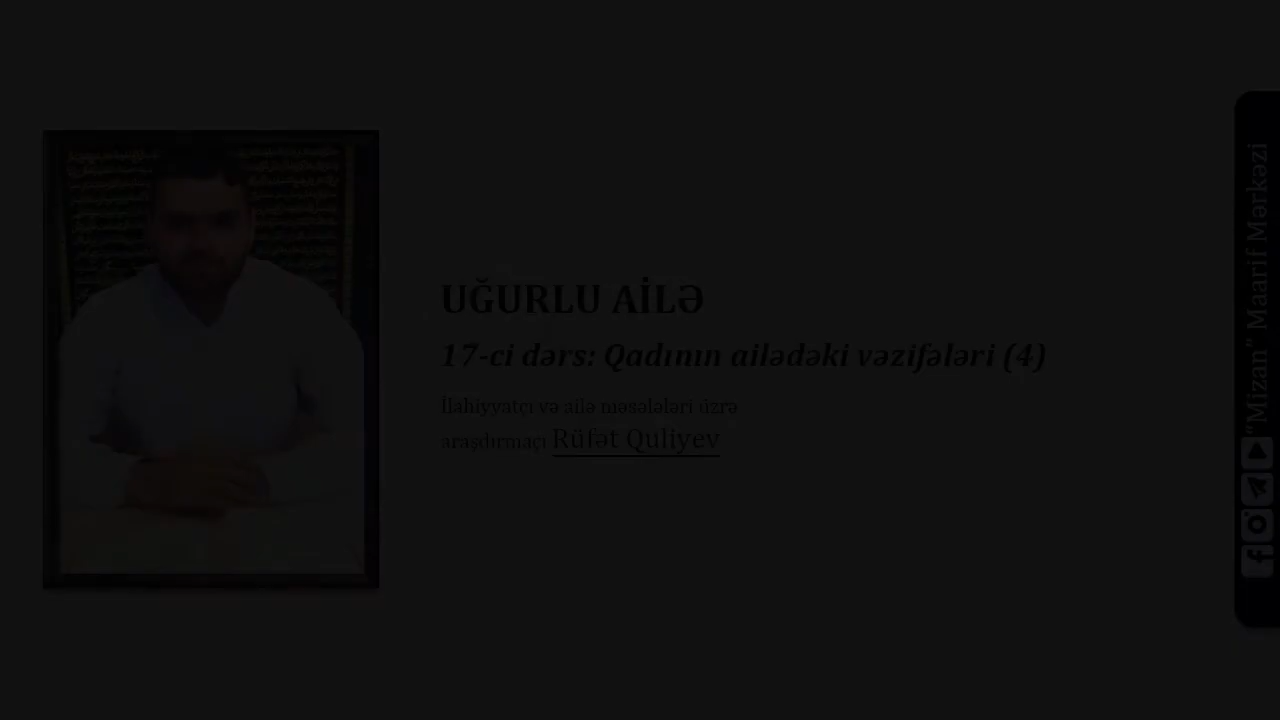 UĞURLU AİLƏ
17-ci dərs: Qadının ailədəki vəzifələri (4)
İlahiyyatçı və ailə məsələləri üzrə
araşdırmaçı Rüfət Quliyev
"Mizan" Maarif Mərkəzi